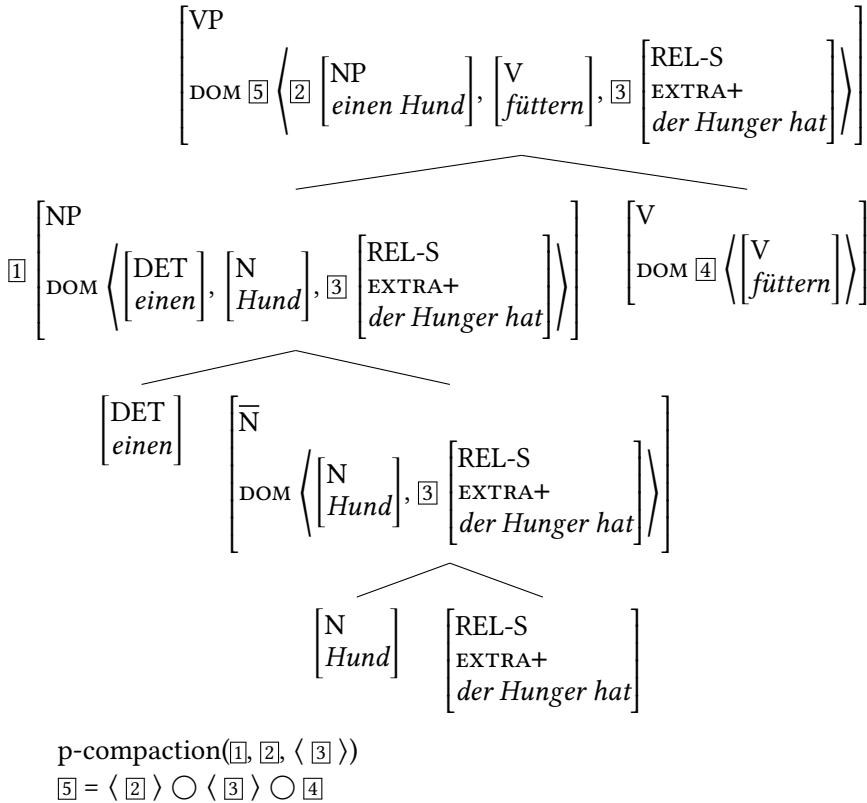 VP
DOM 5 ⟨ 2 [NP einen Hund], [V füttern], 3 [REL-S EXTRA+ der Hunger hat] ⟩
1 [NP DOM ⟨ [DET einen], [N Hund], 3 [REL-S EXTRA+ der Hunger hat] ⟩]
[V DOM 4 ⟨ [V füttern] ⟩]
[DET einen]
[N̅ DOM ⟨ [N Hund], 3 [REL-S EXTRA+ der Hunger hat] ⟩]
[N Hund]
[REL-S EXTRA+ der Hunger hat]
p-compaction(1, 2, ⟨ 3 ⟩)
5 = ⟨ 2 ⟩ ◯ ⟨ 3 ⟩ ◯ 4